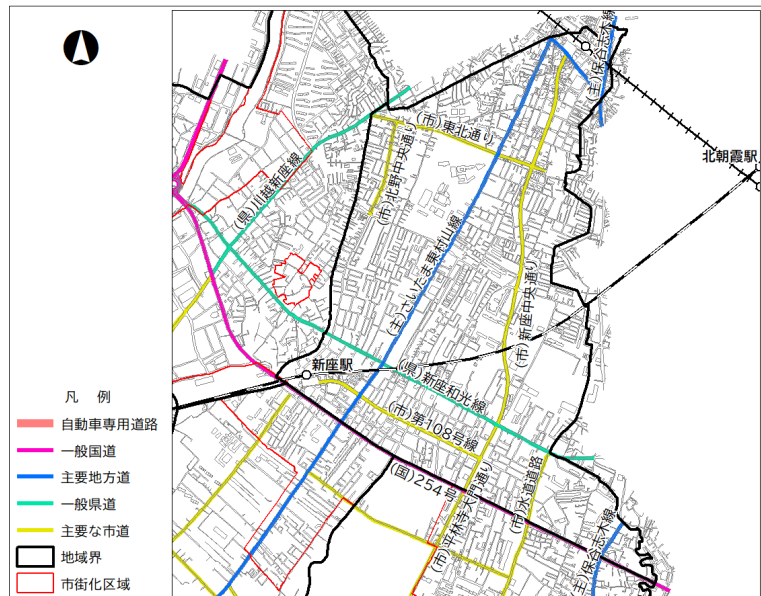 (主)保谷志木線
(市)東北通り
北朝霞駅
(市)北野中央通り
(県)川越新座線
(主)さいたま東村山線
(市)新座中央通り
新座駅
(県)新座和光線
(市)第108号線
(国)254号
(市)平林寺大門通り
(市)水道道路
(主)保谷志木線
凡 例
自動車専用道路
一般国道
主要地方道
一般県道
主要な市道
地域界
市街化区域